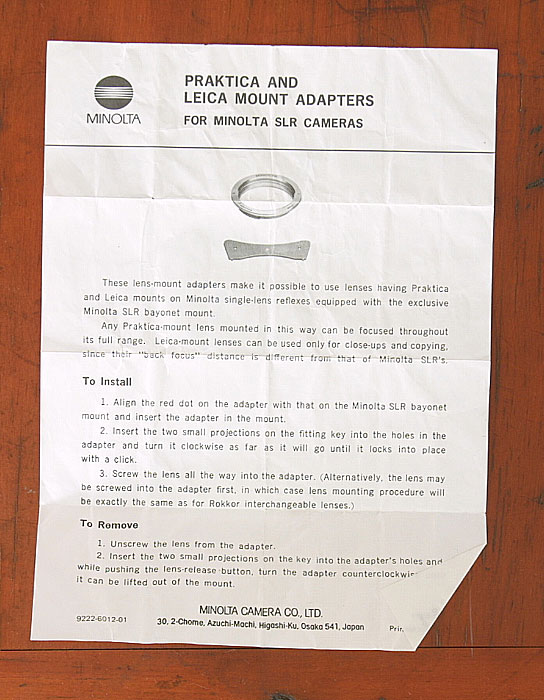 MINOLTA
PRAKTICA AND
LEICA MOUNT ADAPTERS
FOR MINOLTA SLR CAMERAS
These lens-mount adapters make it possible to use lenses having Praktica
and Leica mounts on Minolta single-lens reflexes equipped with the exclusive
Minolta SLR bayonet mount.
Any Praktica-mount lens mounted in this way can be focused throughout
its full range. Leica-mount lenses can be used only for close-ups and copying,
since their "back focus" distance is different from that of Minolta SLR's.
To Install
1. Align the red dot on the adapter with that on the Minolta SLR bayonet
mount and insert the adapter in the mount.
2. Insert the two small projections on the fitting key into the holes in the
adapter and turn it clockwise as far as it will go until it locks into place
with a click.
3. Screw the lens all the way into the adapter. (Alternatively, the lens may
be screwed into the adapter first, in which case lens mounting procedure will
be exactly the same as for Rokkor interchangeable lenses.)
To Remove
1. Unscrew the lens from the adapter.
2. Insert the two small projections on the key into the adapter's holes and
while pushing the lens-release button, turn the adapter counterclockwi
it can be lifted out of the mount.
MINOLTA CAMERA CO., LTD.
9222-6012-01
30, 2-Chome, Azuchi-Machi, Higashi-Ku, Osaka 541, Japan
Prin